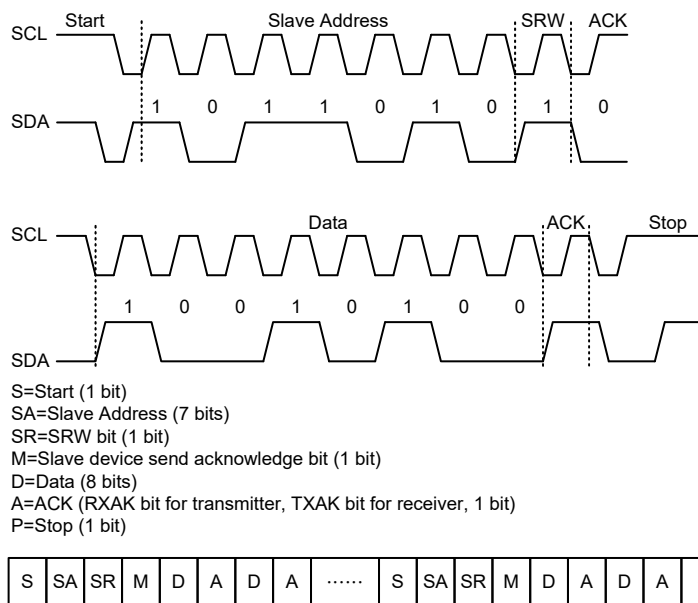 Start Slave Address SRW ACK
SCL
1 0 1 1 0 1 0 1 0
SDA
Data ACK Stop
SCL
1 0 0 1 0 1 0 0
SDA
S=Start (1 bit)
SA=Slave Address (7 bits)
SR=SRW bit (1 bit)
M=Slave device send acknowledge bit (1 bit)
D=Data (8 bits)
A=ACK (RXAK bit for transmitter, TXAK bit for receiver, 1 bit)
P=Stop (1 bit)
S SA SR M D A D A ······ S SA SR M D A D A